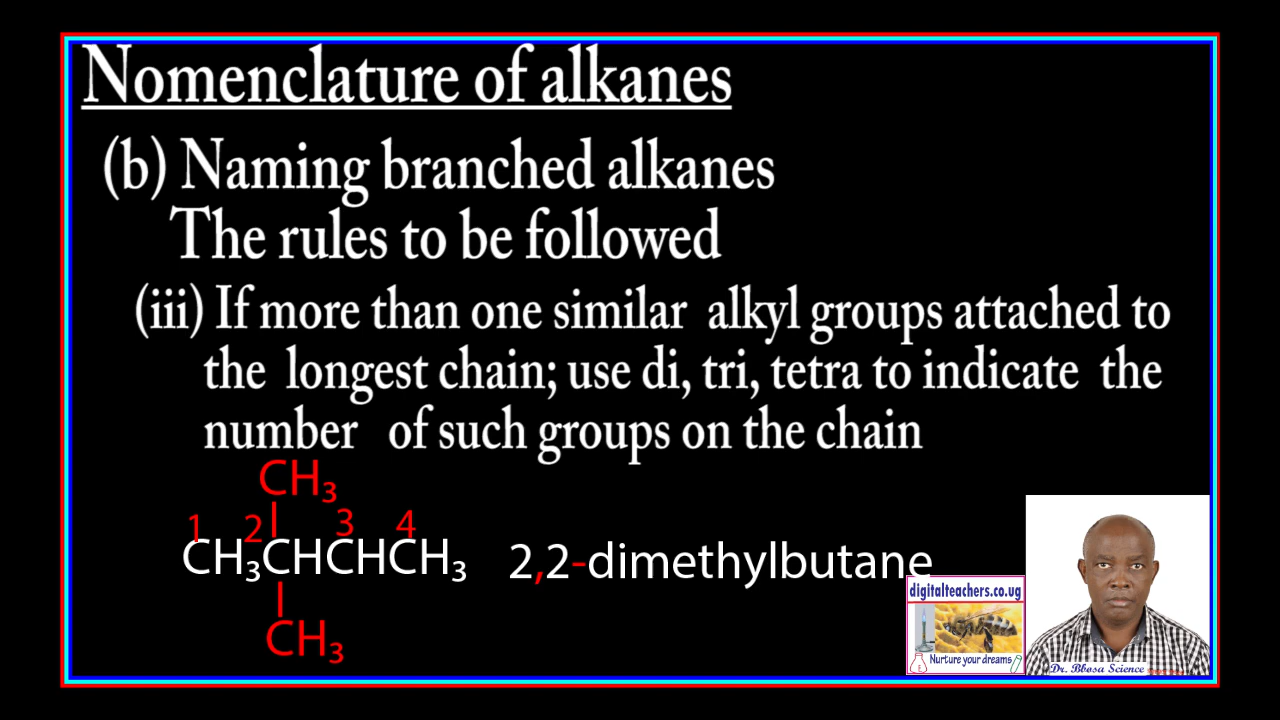 Nomenclature of alkanes
(b) Naming branched alkanes
The rules to be followed
(iii) If more than one similar alkyl groups attached to
the longest chain; use di, tri, tetra to indicate the
number of such groups on the chain
CH₃
1 2 3 4
CH₃CHCHCH₃ 2,2-dimethylbutane
CH₃
digitalteachers.co.ug
Nurture your dreams
Dr. Bbosa Science